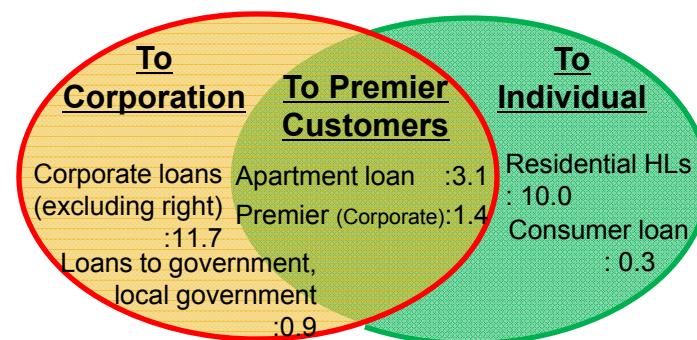 To
Corporation
Corporate loans
(excluding right)
:11.7
Loans to government,
local government
:0.9
To Premier
Customers
Apartment loan :3.1
Premier (Corporate):1.4
To
Individual
Residential HLs
: 10.0
Consumer loan
: 0.3